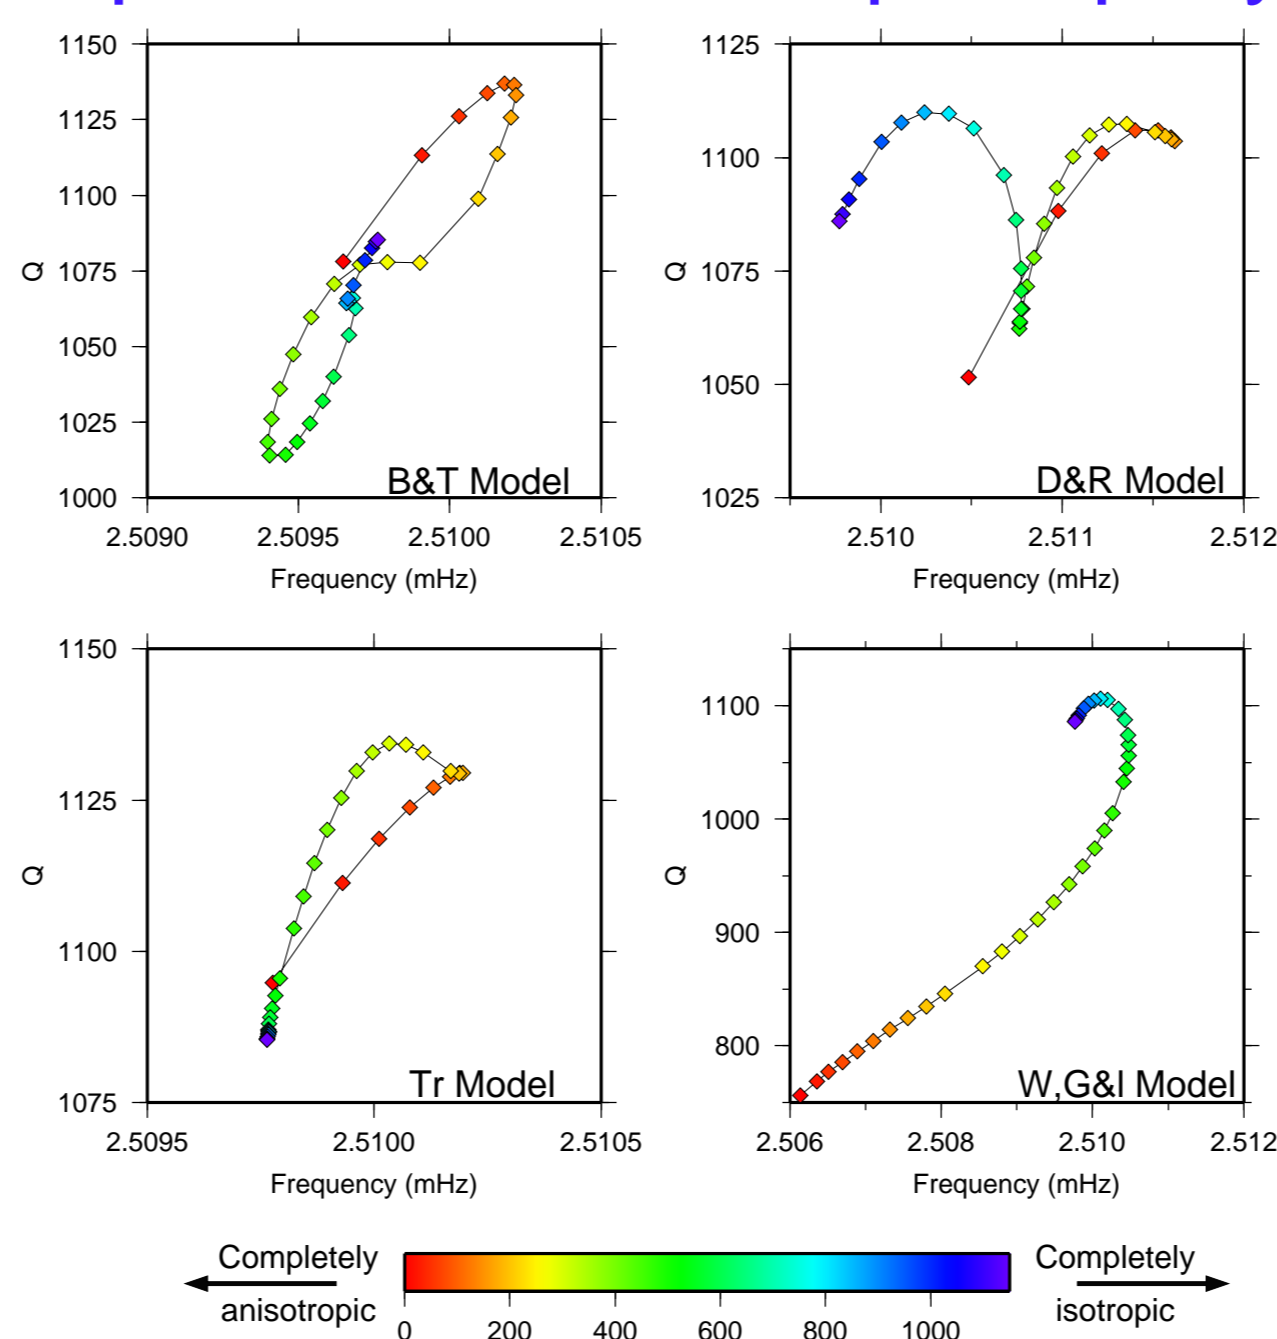 1150
1125
1100
1075
1050
1025
1000
Q
B&T Model
2.5090 2.5095 2.5100 2.5105
Frequency (mHz)
1125
1100
1075
1050
1025
Q
D&R Model
2.510 2.511 2.512
Frequency (mHz)
1150
1125
1100
1075
Q
Tr Model
2.5095 2.5100 2.5105
Frequency (mHz)
1100
1000
900
800
Q
W,G&I Model
2.506 2.508 2.510 2.512
Frequency (mHz)
Completely
anisotropic
0 200 400 600 800 1000
Completely
isotropic